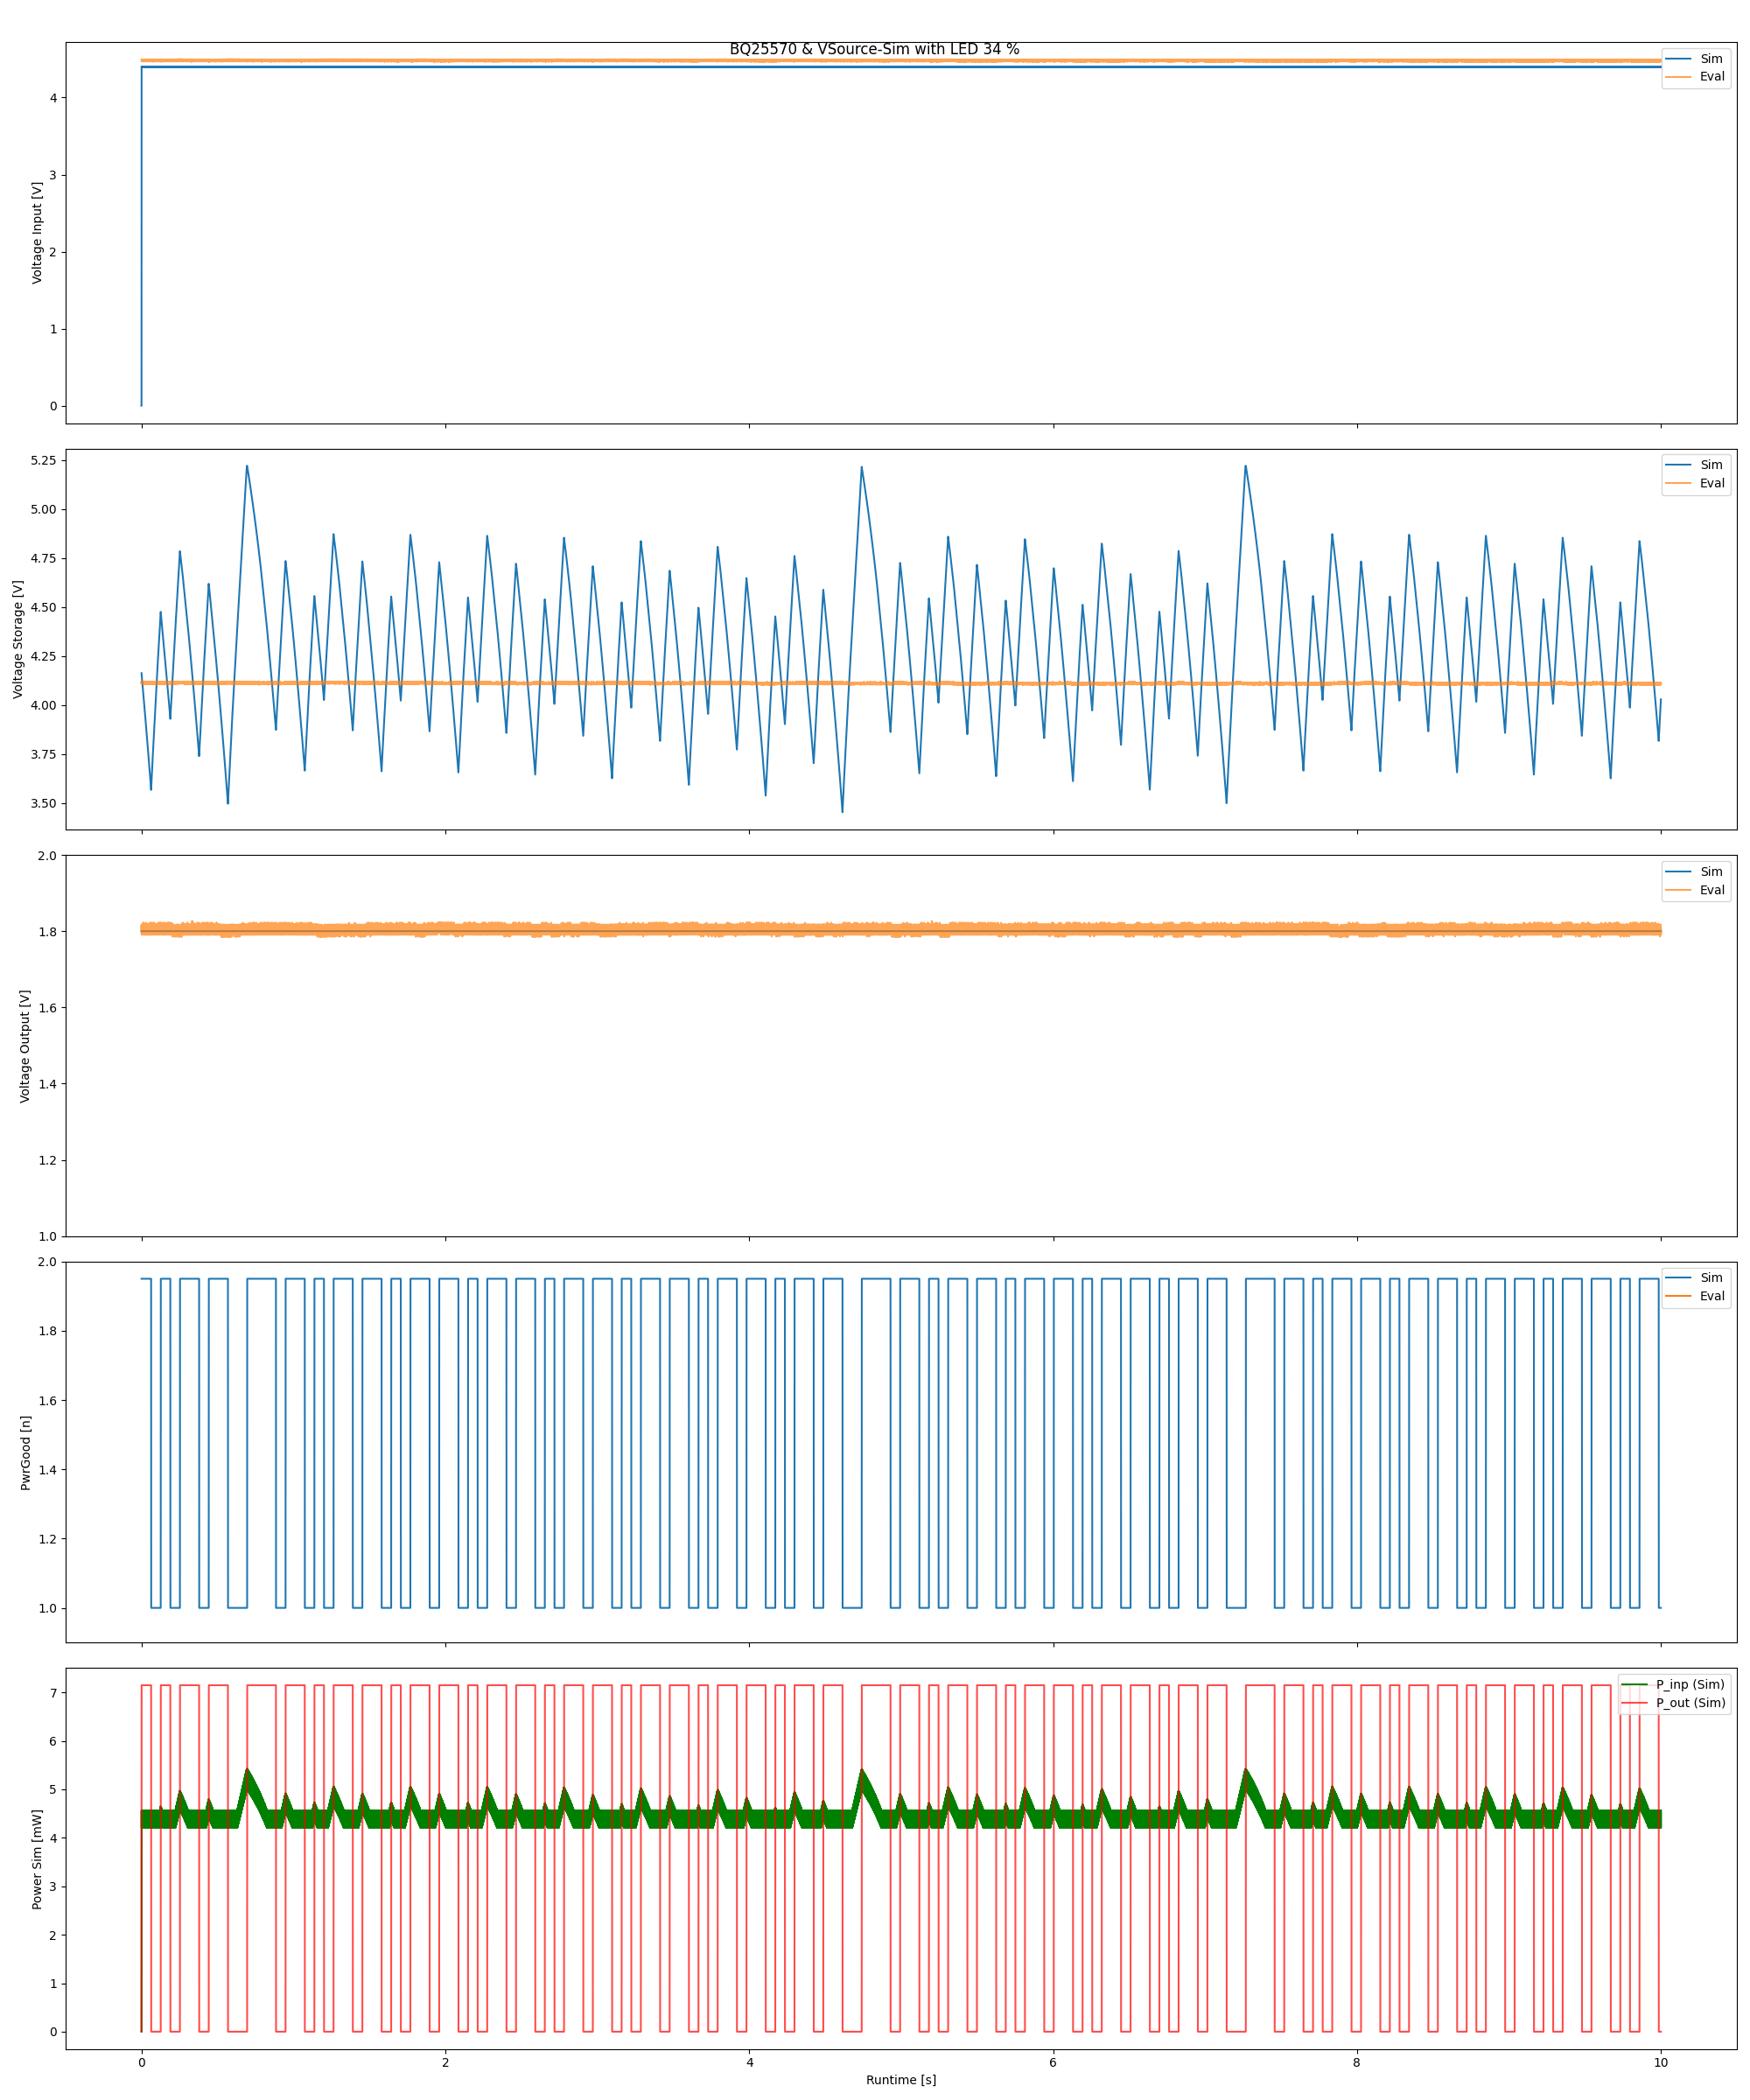 BQ25570 & VSource-Sim with LED 34 %
Sim
Eval
4
3
2
1
0
Voltage Input [V]
Sim
Eval
5.25
5.00
4.75
4.50
4.25
4.00
3.75
3.50
Voltage Storage [V]
Sim
Eval
2.0
1.8
1.6
1.4
1.2
1.0
Voltage Output [V]
Sim
Eval
2.0
1.8
1.6
1.4
1.2
1.0
PwrGood [n]
P_inp (Sim)
P_out (Sim)
7
6
5
4
3
2
1
0
Power Sim [mW]
0 2 4 6 8 10
Runtime [s]